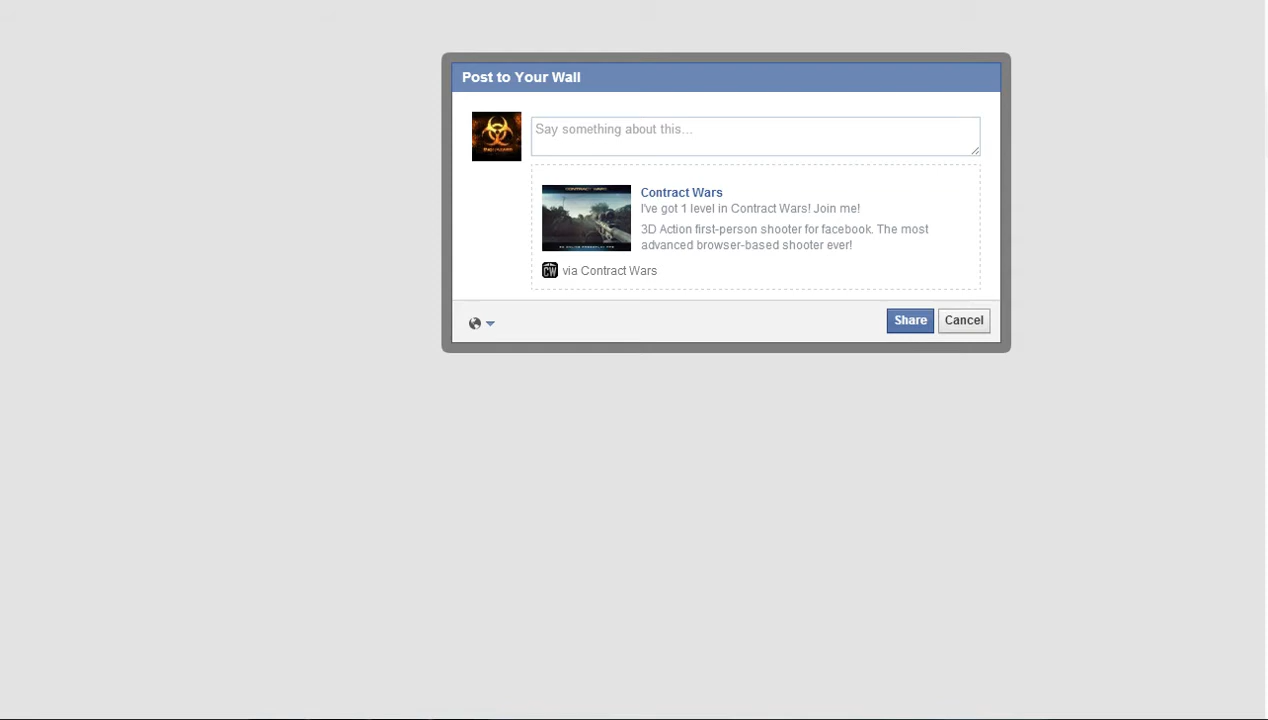 Post to Your Wall
Say something about this...
CONTRACT WARS
Contract Wars
I've got 1 level in Contract Wars! Join me!
3D Action first-person shooter for facebook. The most
advanced browser-based shooter ever!
CW via Contract Wars
Share Cancel